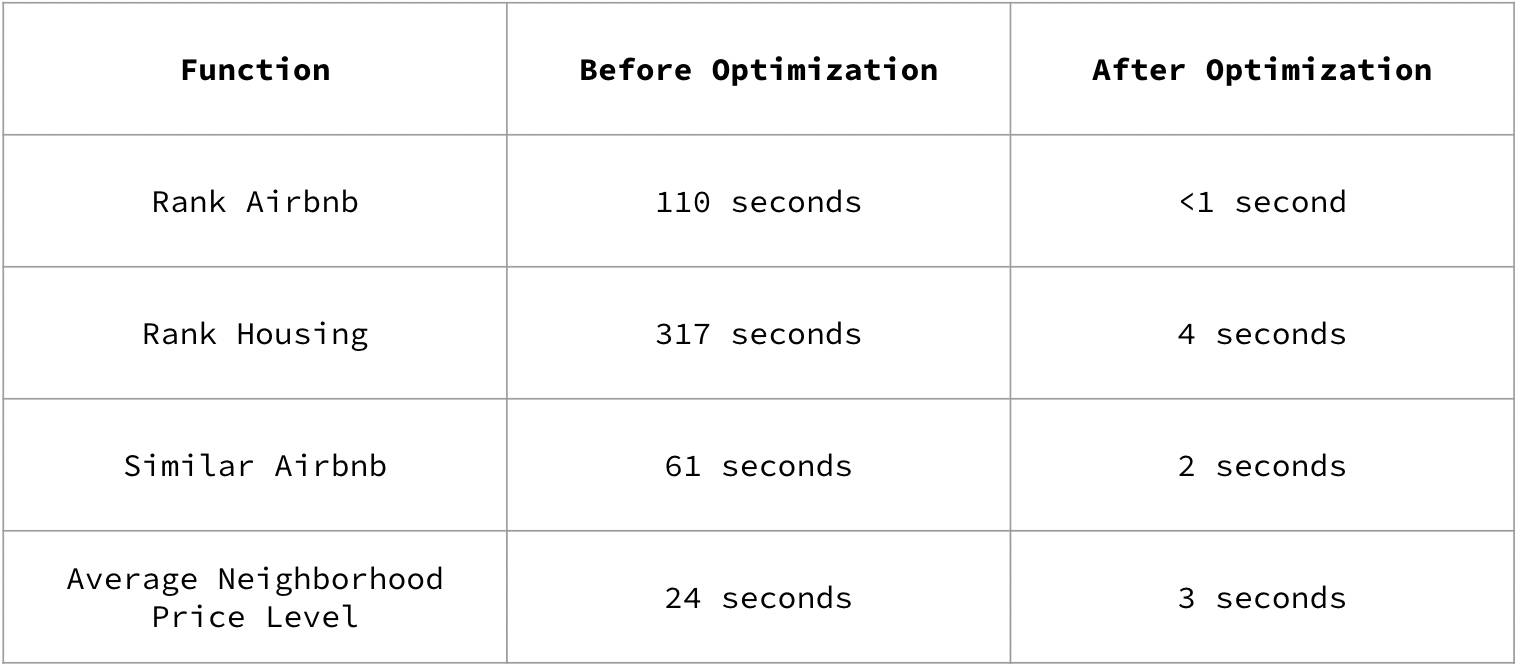 Function Before Optimization After Optimization
Rank Airbnb 110 seconds <1 second
Rank Housing 317 seconds 4 seconds
Similar Airbnb 61 seconds 2 seconds
Average Neighborhood
Price Level 24 seconds 3 seconds